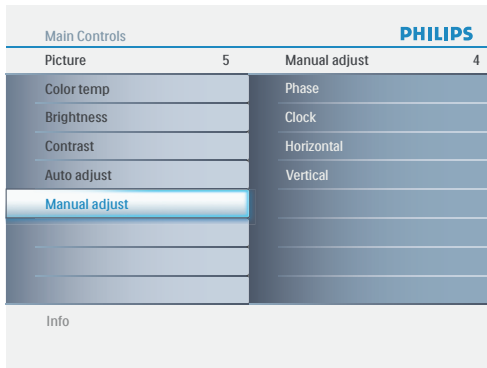 Main Controls PHILIPS
Picture 5 Manual adjust 4
Color temp Phase
Brightness Clock
Contrast Horizontal
Auto adjust Vertical
Manual adjust
Info